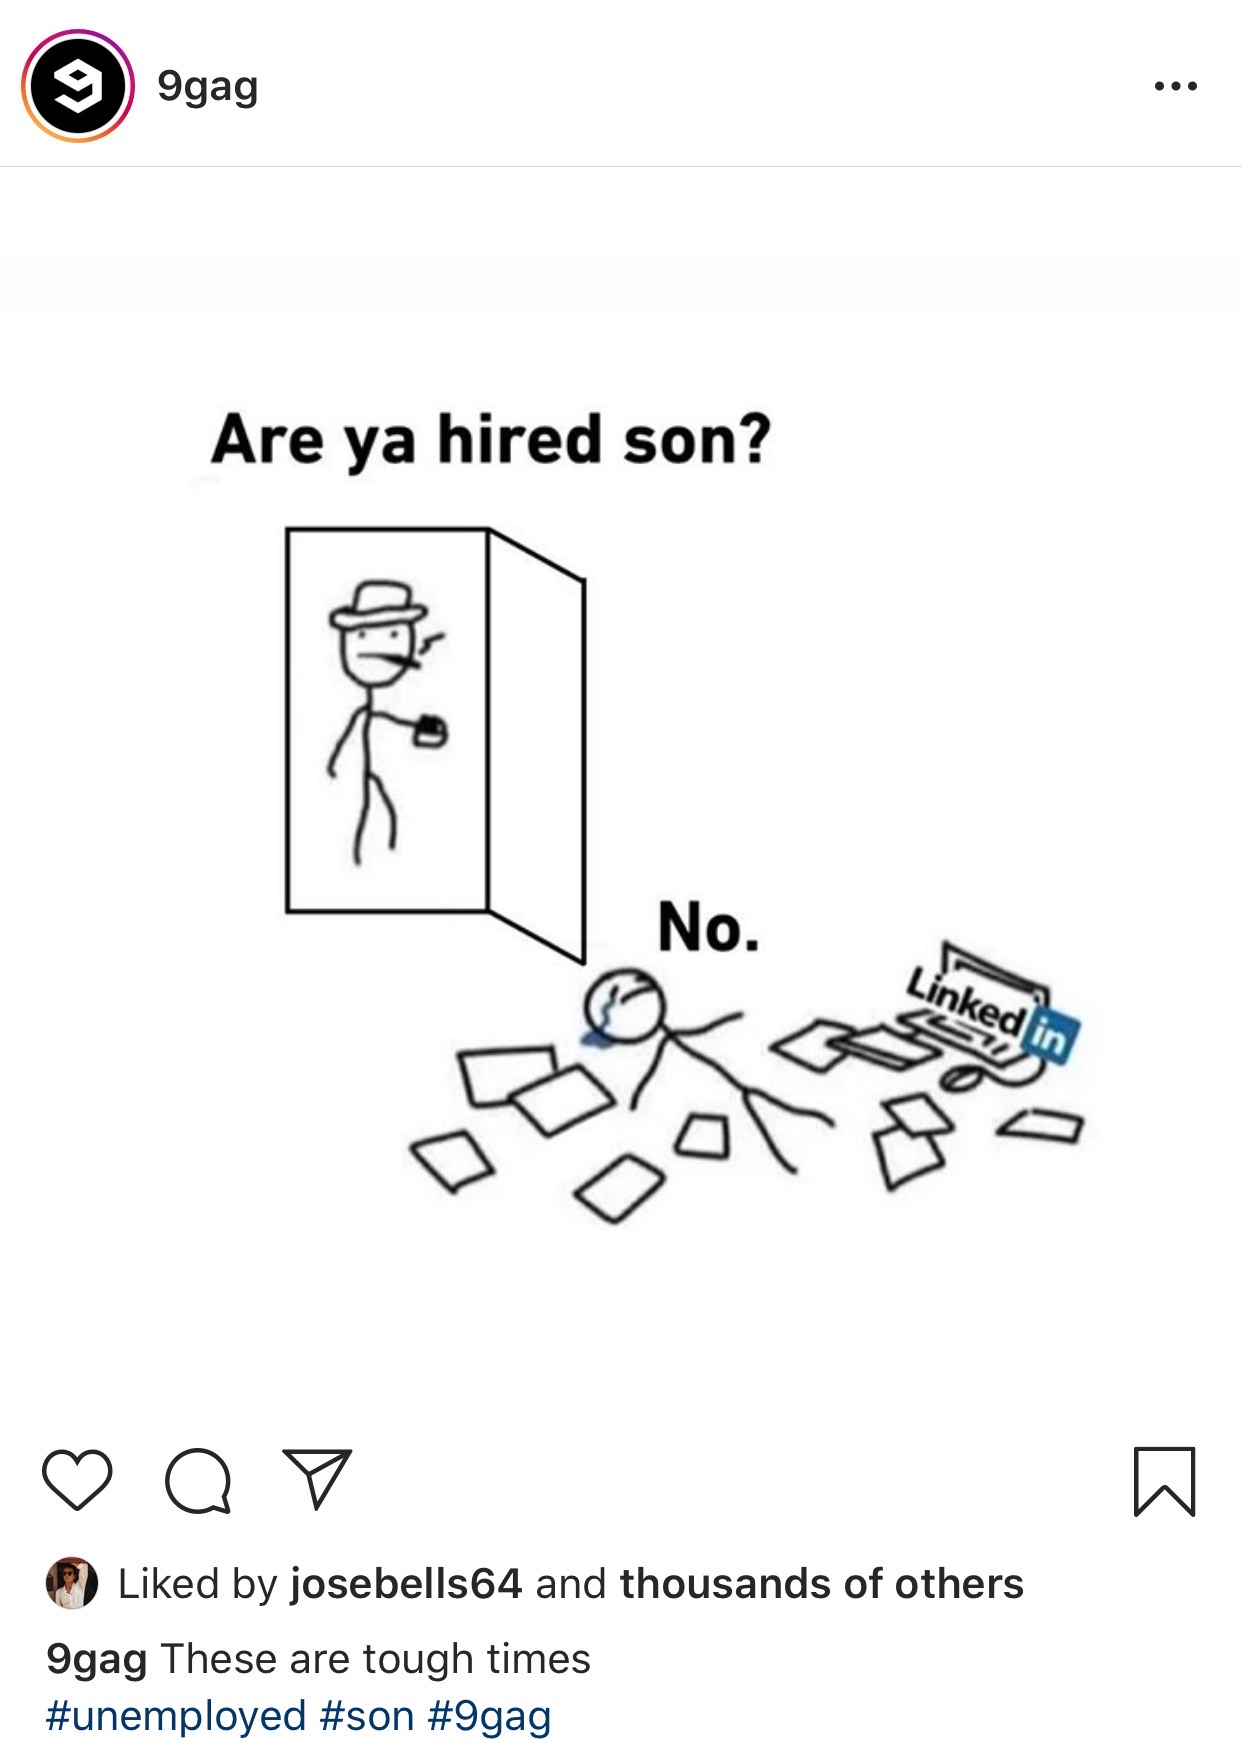 9gag
Are ya hired son?
No.
Linked in
Liked by josebells64 and thousands of others
9gag These are tough times
#unemployed #son #9gag